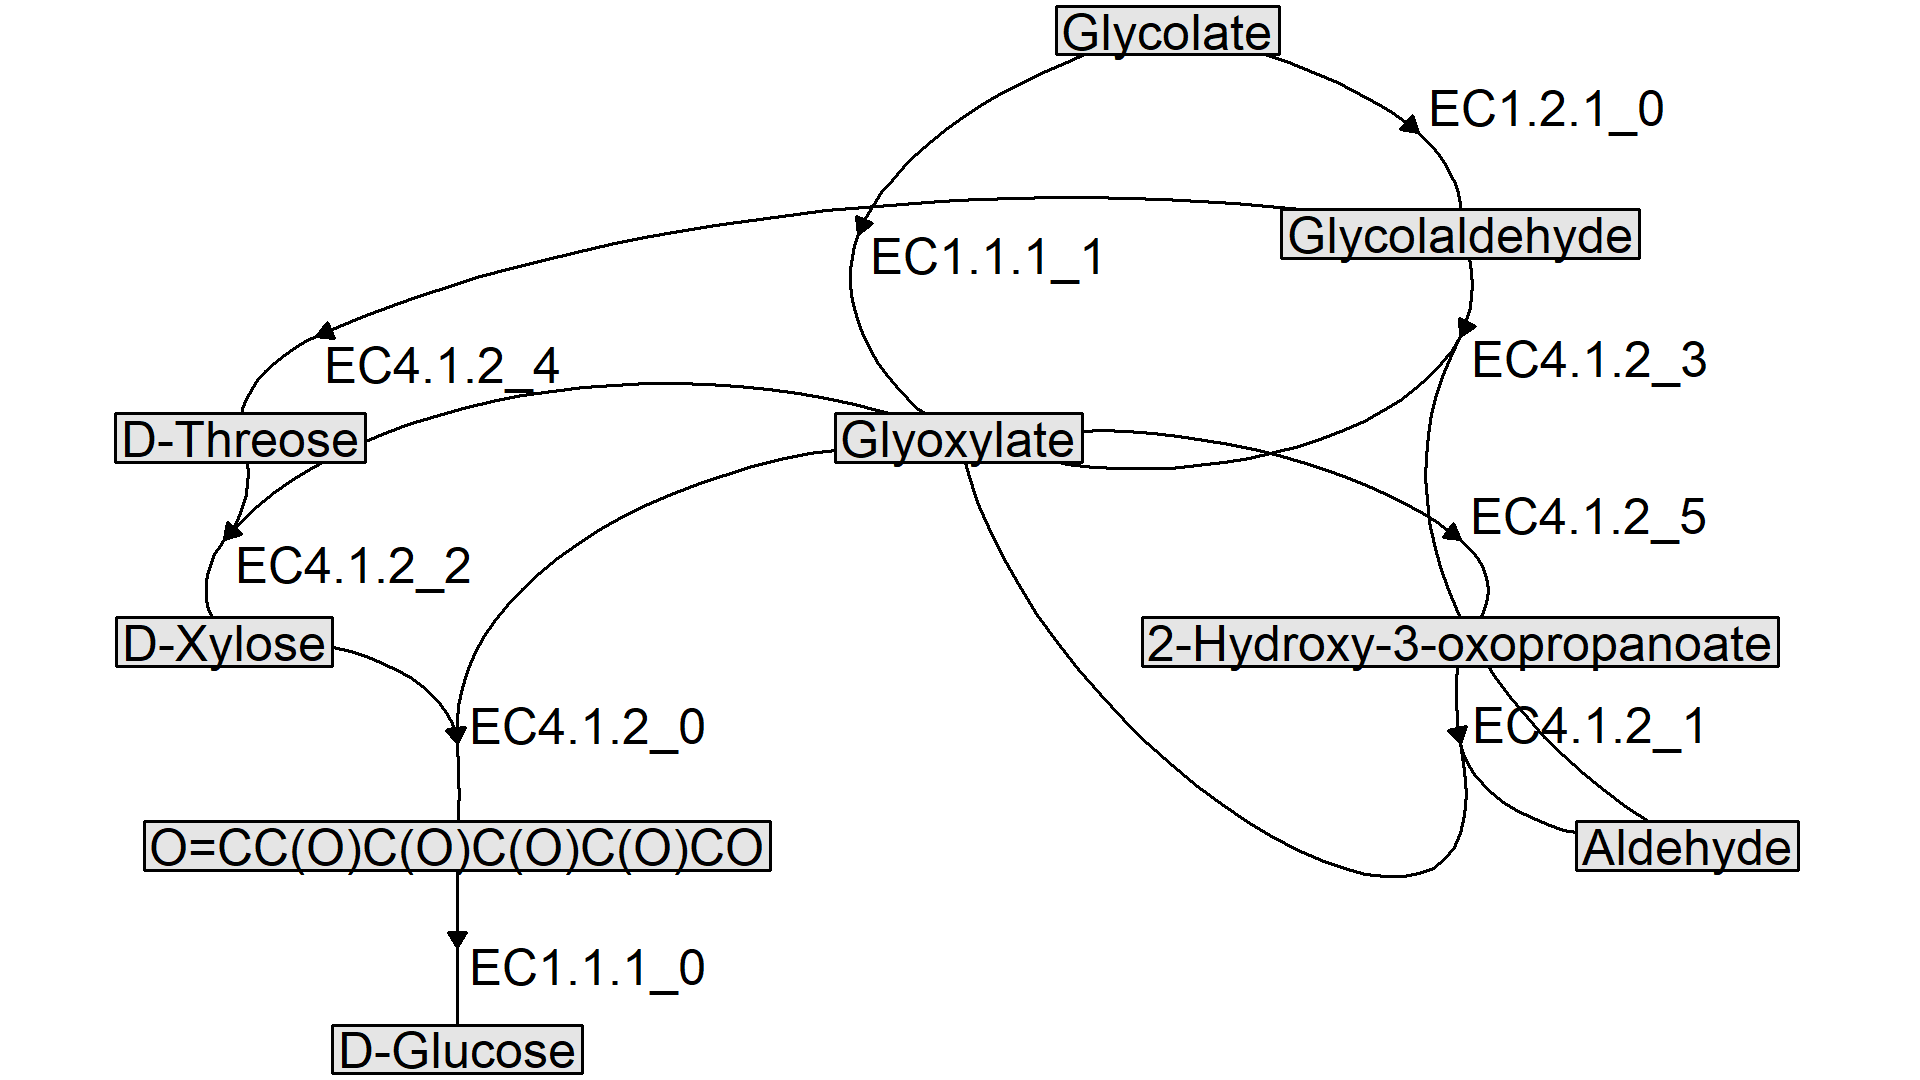 Glycolate
EC1.2.1_0
Glycolaldehyde
EC1.1.1_1
EC4.1.2_4
EC4.1.2_3
D-Threose
Glyoxylate
EC4.1.2_5
EC4.1.2_2
D-Xylose
2-Hydroxy-3-oxopropanoate
EC4.1.2_0
EC4.1.2_1
O=CC(O)C(O)C(O)C(O)CO
Aldehyde
EC1.1.1_0
D-Glucose